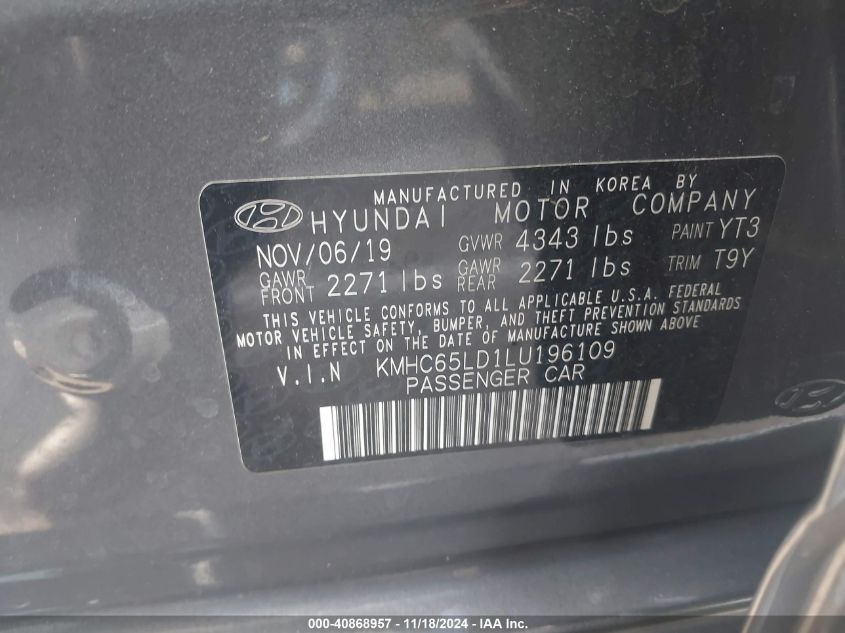 MANUFACTURED IN KOREA BY
HYUNDAI MOTOR COMPANY
NOV/06/19 GVWR 4343 lbs PAINT YT3
GAWR FRONT 2271 lbs GAWR REAR 2271 lbs TRIM T9Y
THIS VEHICLE CONFORMS TO ALL APPLICABLE U.S.A. FEDERAL
MOTOR VEHICLE SAFETY, BUMPER, AND THEFT PREVENTION STANDARDS
IN EFFECT ON THE DATE OF MANUFACTURE SHOWN ABOVE
V.I.N KMHC65LD1LU196109
PASSENGER CAR
000-40868957 - 11/18/2024 - IAA Inc.